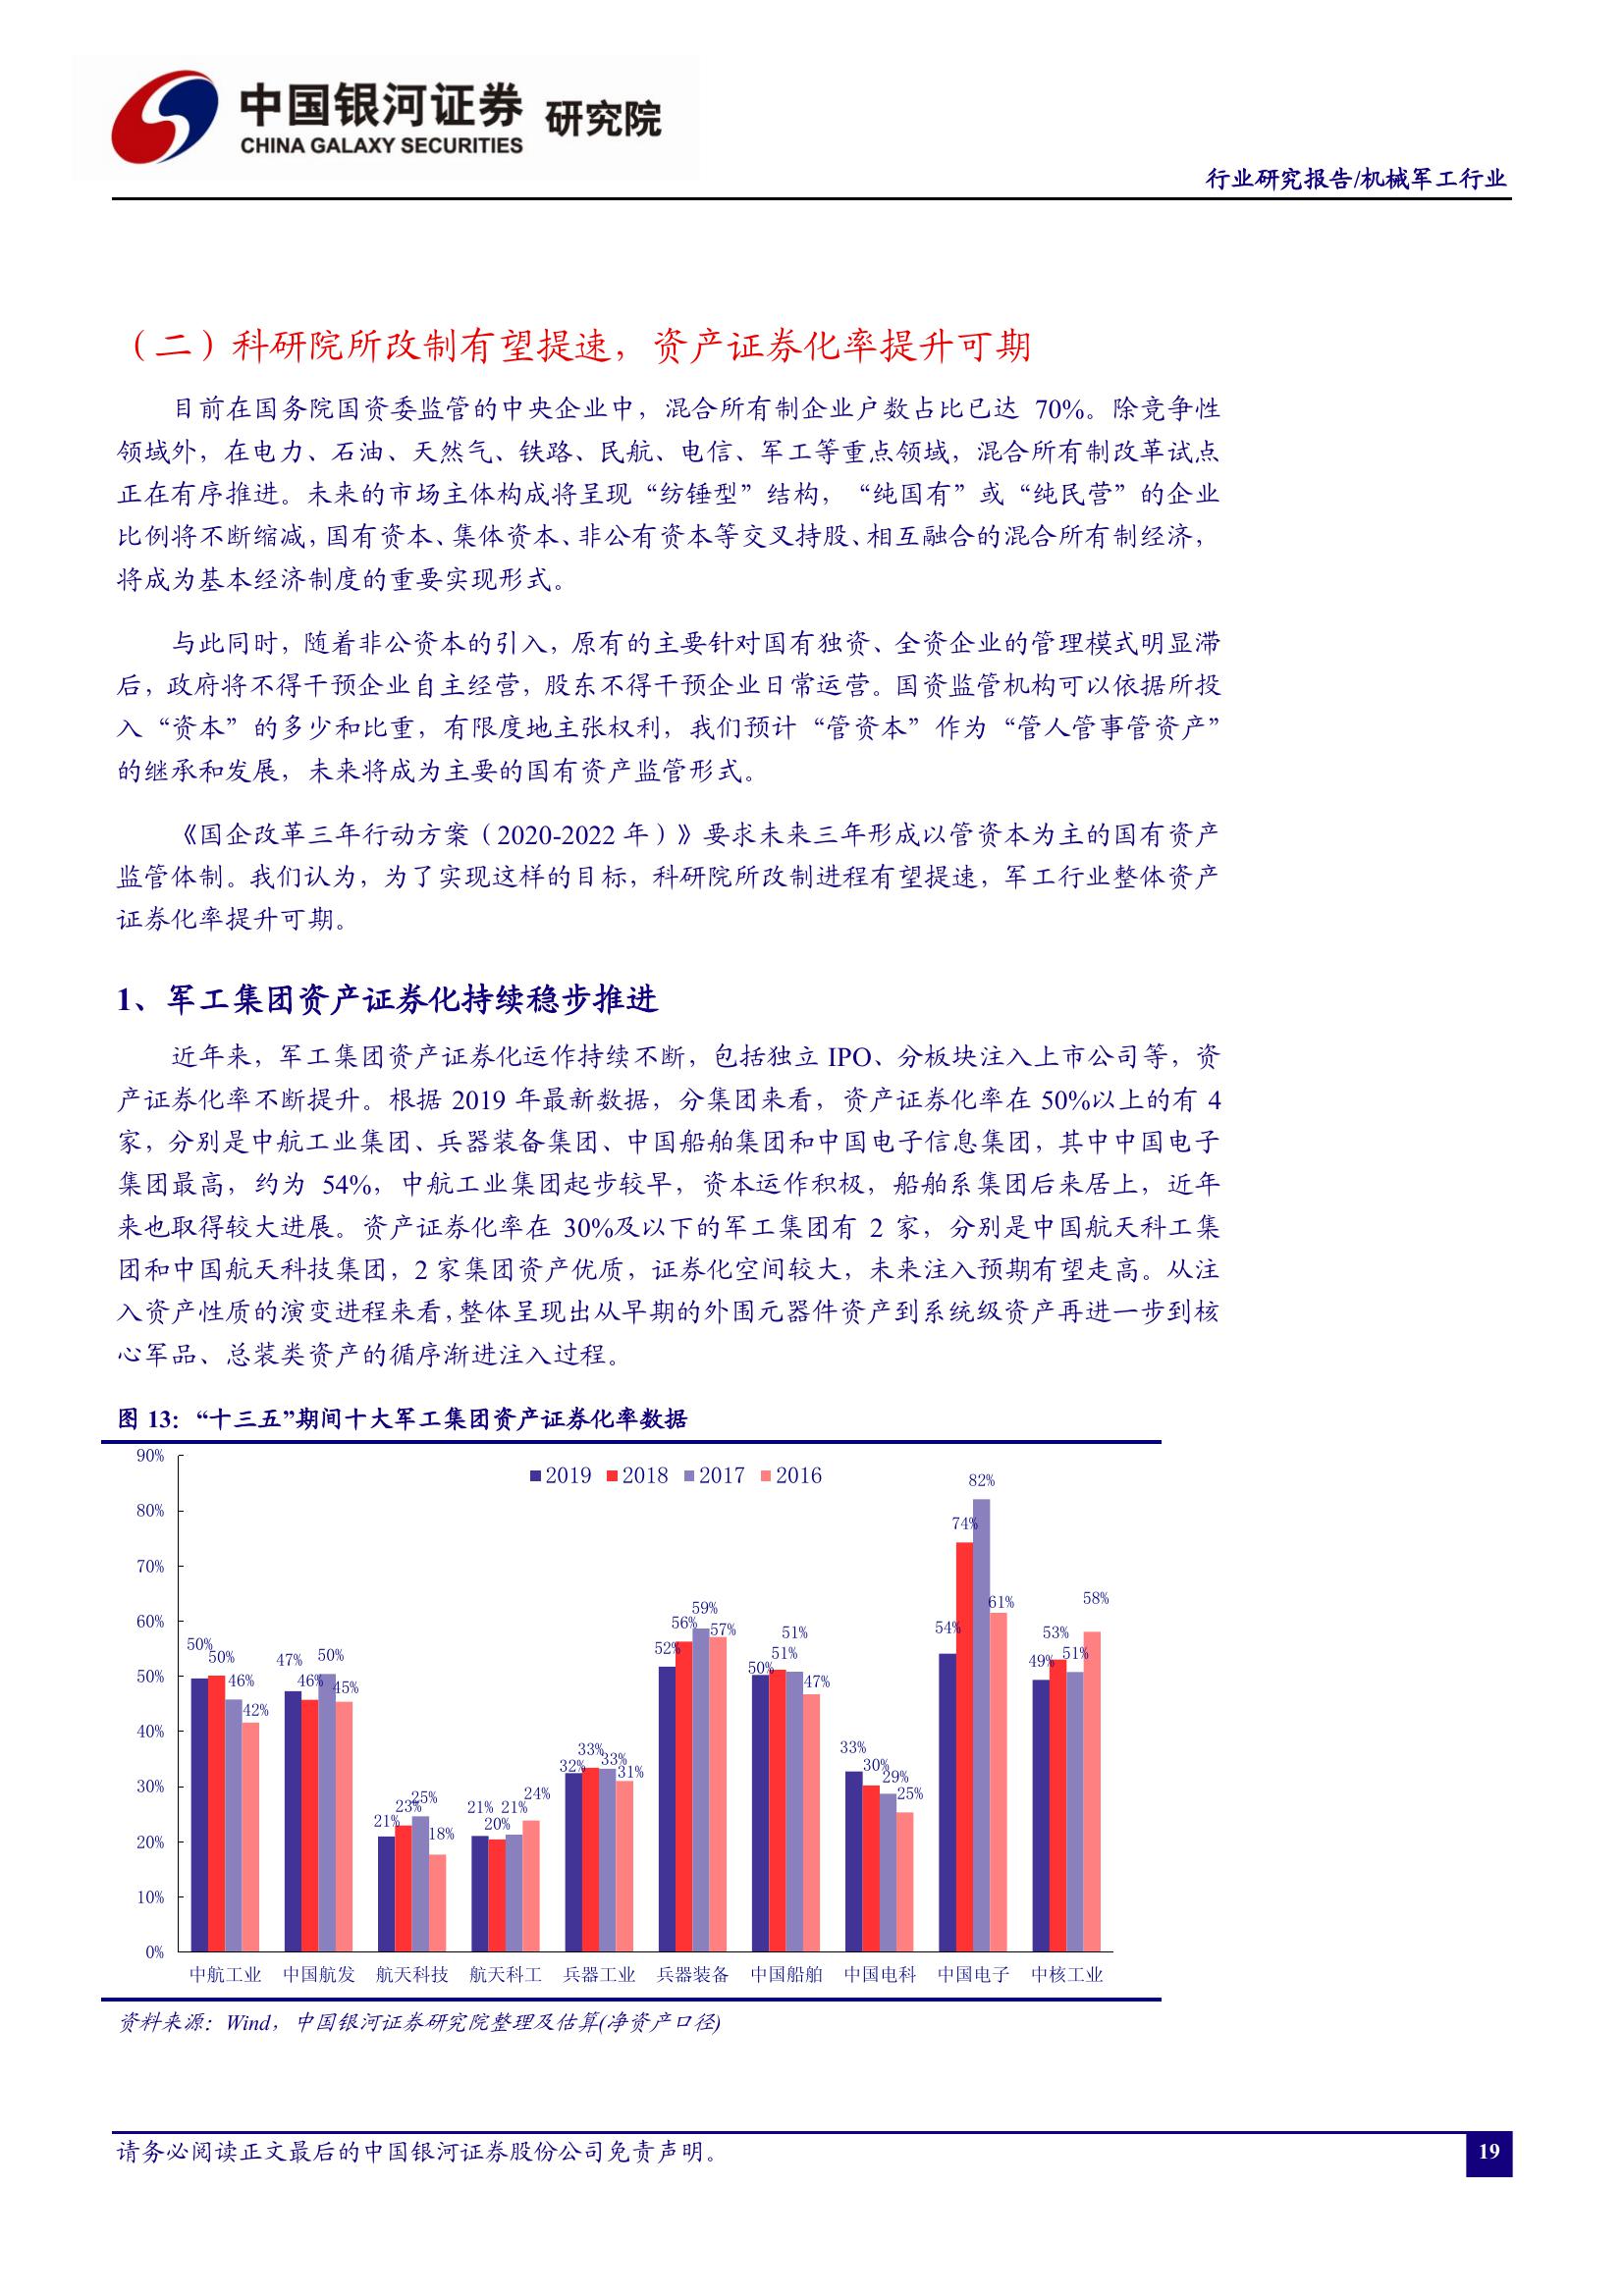 中国银河证券 研究院
CHINA GALAXY SECURITIES
行业研究报告/机械军工行业
（二）科研院所改制有望提速，资产证券化率提升可期
目前在国务院国资委监管的中央企业中，混合所有制企业户数占比已达 70%。除竞争性
领域外，在电力、石油、天然气、铁路、民航、电信、军工等重点领域，混合所有制改革试点
正在有序推进。未来的市场主体构成将呈现“纺锤型”结构，“纯国有”或“纯民营”的企业
比例将不断缩减，国有资本、集体资本、非公有资本等交叉持股、相互融合的混合所有制经济，
将成为基本经济制度的重要实现形式。
与此同时，随着非公资本的引入，原有的主要针对国有独资、全资企业的管理模式明显滞
后，政府将不得干预企业自主经营，股东不得干预企业日常运营。国资监管机构可以依据所投
入“资本”的多少和比重，有限度地主张权利，我们预计“管资本”作为“管人管事管资产”
的继承和发展，未来将成为主要的国有资产监管形式。
《国企改革三年行动方案（2020-2022 年）》要求未来三年形成以管资本为主的国有资产
监管体制。我们认为，为了实现这样的目标，科研院所改制进程有望提速，军工行业整体资产
证券化率提升可期。
1、军工集团资产证券化持续稳步推进
近年来，军工集团资产证券化运作持续不断，包括独立 IPO、分板块注入上市公司等，资
产证券化率不断提升。根据 2019 年最新数据，分集团来看，资产证券化率在 50%以上的有 4
家，分别是中航工业集团、兵器装备集团、中国船舶集团和中国电子信息集团，其中中国电子
集团最高，约为 54%，中航工业集团起步较早，资本运作积极，船舶系集团后来居上，近年
来也取得较大进展。资产证券化率在 30%及以下的军工集团有 2 家，分别是中国航天科工集
团和中国航天科技集团，2 家集团资产优质，证券化空间较大，未来注入预期有望走高。从注
入资产性质的演变进程来看，整体呈现出从早期的外围元器件资产到系统级资产再进一步到核
心军品、总装类资产的循序渐进注入过程。
图 13：“十三五”期间十大军工集团资产证券化率数据
2019 2018 2017 2016
90%
80%
70%
60%
50%
40%
30%
20%
10%
0%
50% 50% 46% 42%
47% 46% 50% 45%
21% 23% 25% 18%
21% 20% 21% 24%
32% 33% 33% 31%
52% 56% 59% 57%
50% 51% 51% 47%
33% 30% 29% 25%
54% 74% 82% 61%
49% 53% 51% 58%
中航工业 中国航发 航天科技 航天科工 兵器工业 兵器装备 中国船舶 中国电科 中国电子 中核工业
资料来源：Wind，中国银河证券研究院整理及估算(净资产口径)
请务必阅读正文最后的中国银河证券股份公司免责声明。
19